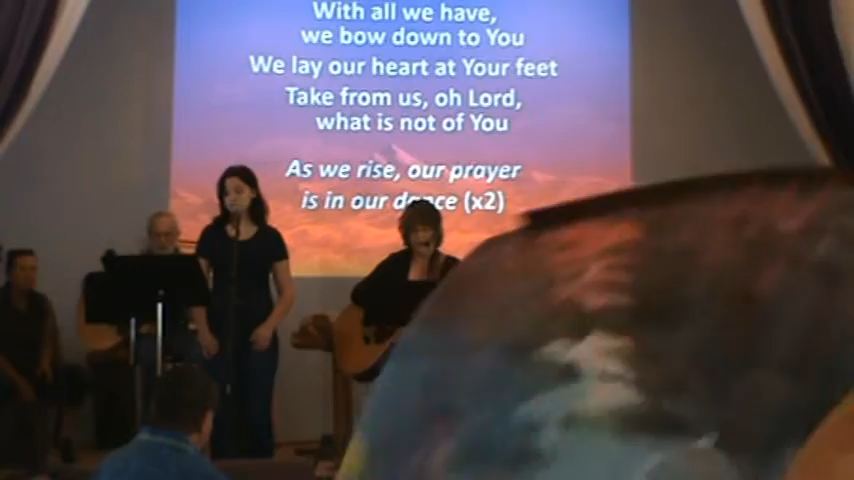 With all we have,
we bow down to You
We lay our heart at Your feet
Take from us, oh Lord,
what is not of You
As we rise, our prayer
is in our dance (x2)